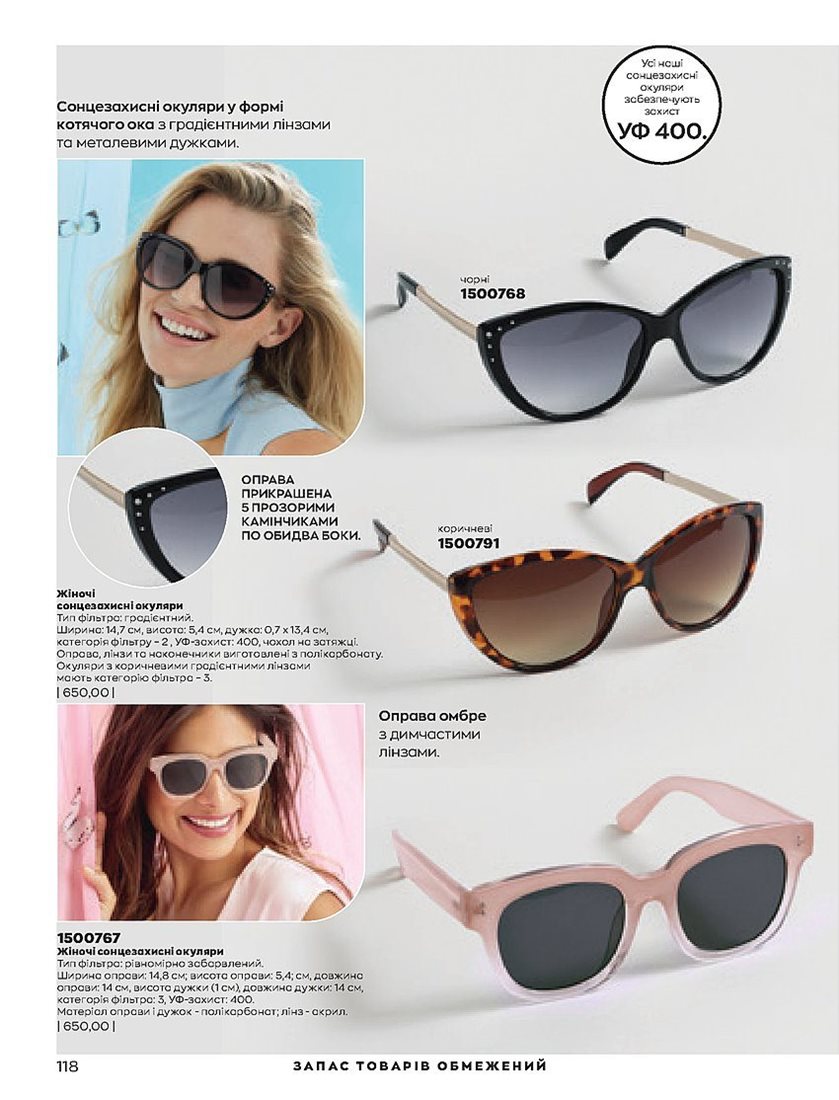 Усі наші
сонцезахисні
окуляри
забезпечують
захист
УФ 400.
Сонцезахисні окуляри у формі
котячого ока з градієнтними лінзами
та металевими дужками.
чорні
1500768
ОПРАВА
ПРИКРАШЕНА
5 ПРОЗОРИМИ
КАМІНЧИКАМИ
ПО ОБИДВА БОКИ.
коричневі
1500791
Жіночі
сонцезахисні окуляри
Тип фільтра: градієнтний.
Ширина: 14,7 см, висота: 5,4 см, дужка: 0,7 х 13,4 см,
категорія фільтру – 2 , УФ-захист: 400, чохол на затяжці.
Оправа, лінзи та наконечники виготовлені з полікарбонату.
Окуляри з коричневими градієнтними лінзами
мають категорію фільтра – 3.
| 650,00 |
Оправа омбре
з димчастими
лінзами.
1500767
Жіночі сонцезахисні окуляри
Тип фільтра: рівномірно забарвлений.
Ширина оправи: 14,8 см; висота оправи: 5,4; см, довжина
оправи: 14 см, висота дужки (1 см), довжина дужки: 14 см,
категорія фільтра: 3, УФ-захист: 400.
Матеріал оправи і дужок - полікарбонат; лінз - акрил.
| 650,00 |
118
ЗАПАС ТОВАРІВ ОБМЕЖЕНИЙ